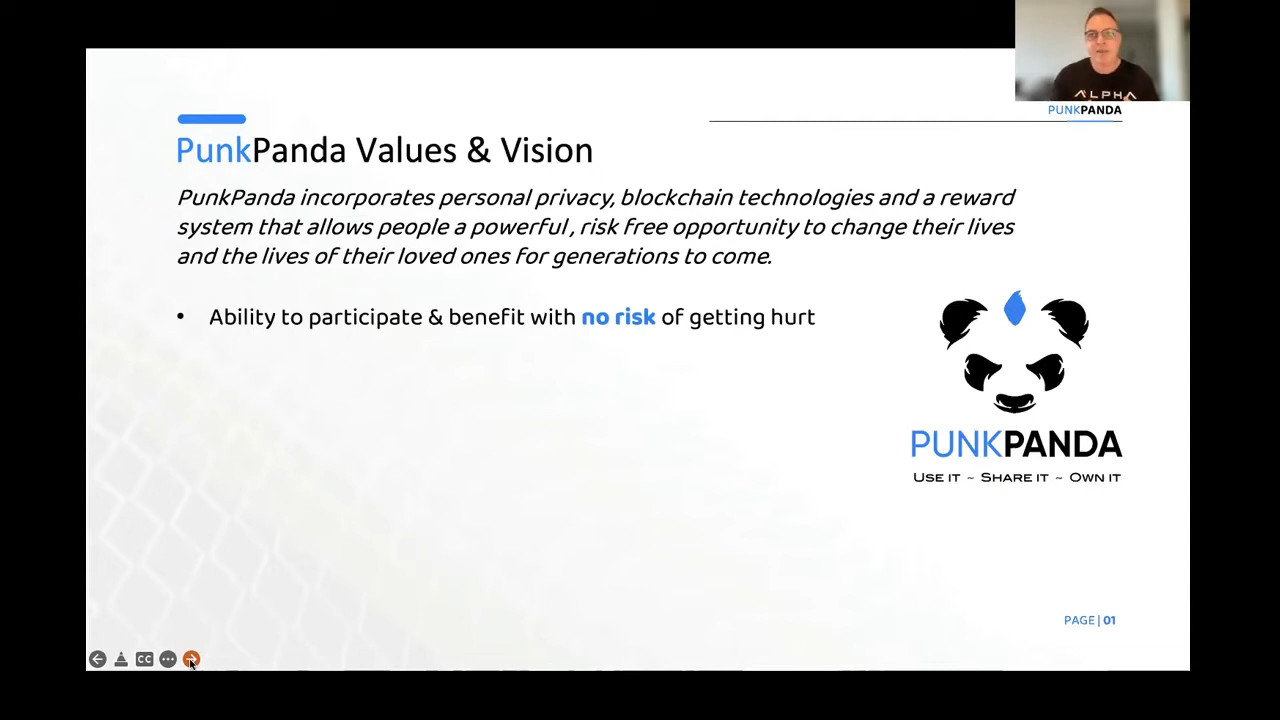 ALPHA
PUNKPANDA
PunkPanda Values & Vision
PunkPanda incorporates personal privacy, blockchain technologies and a reward
system that allows people a powerful , risk free opportunity to change their lives
and the lives of their loved ones for generations to come.
• Ability to participate & benefit with no risk of getting hurt
PUNKPANDA
USE IT ~ SHARE IT ~ OWN IT
PAGE | 01
CC